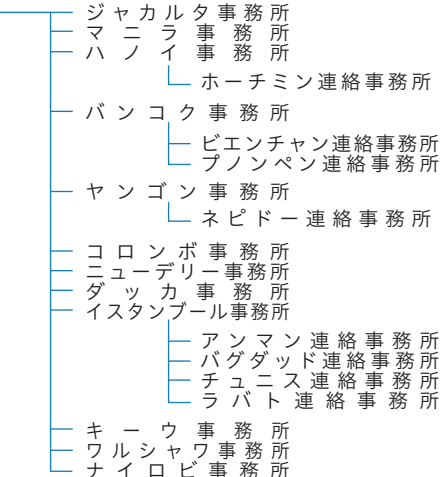 ジャカルタ事務所
マニラ事務所
ハノイ事務所
ホーチミン連絡事務所
バンコク事務所
ビエンチャン連絡事務所
プノンペン連絡事務所
ヤンゴン事務所
ネピドー連絡事務所
コロンボ事務所
ニューデリー事務所
ダッカ事務所
イスタンブール事務所
アンマン連絡事務所
バグダッド連絡事務所
チュニス連絡事務所
ラバト連絡事務所
キーウ事務所
ワルシャワ事務所
ナイロビ事務所